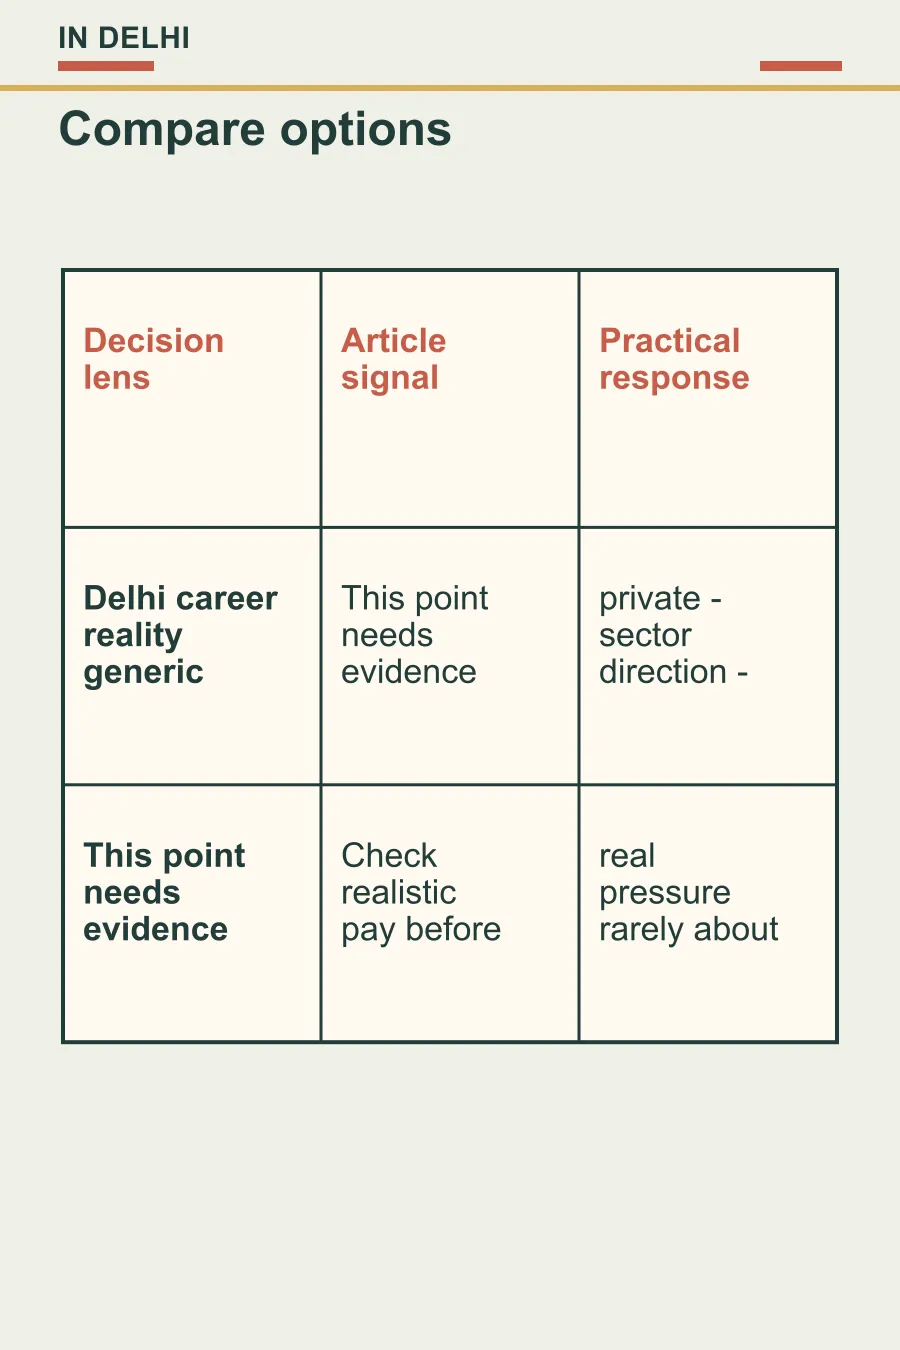 IN DELHI
Compare options
Decision
lens
Article
signal
Practical
response
Delhi career
reality
generic
This point
needs
evidence
private -
sector
direction -
This point
needs
evidence
Check
realistic
pay before
real
pressure
rarely about